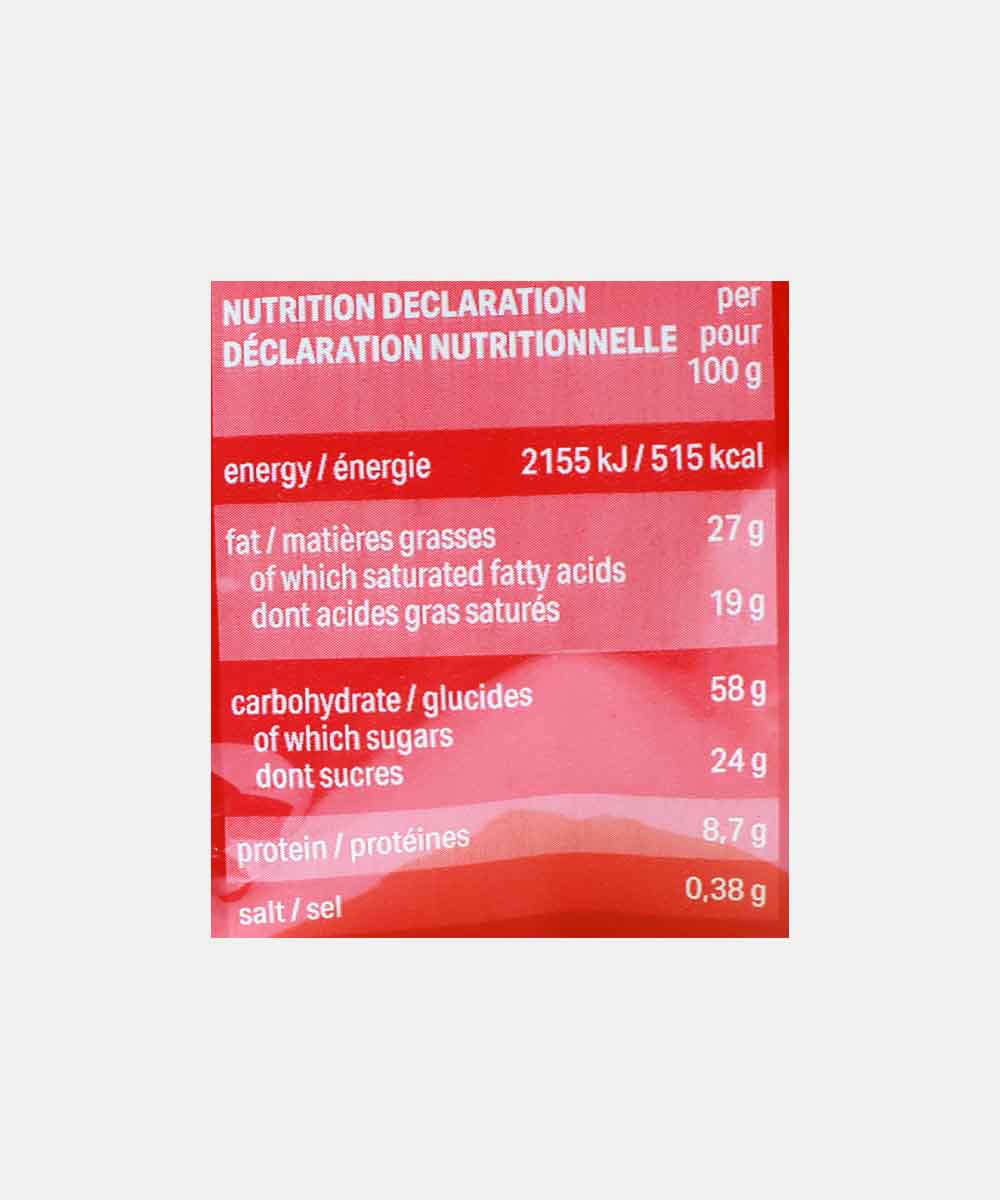 NUTRITION DECLARATION per
DÉCLARATION NUTRITIONNELLE pour
100 g
energy / énergie 2155 kJ / 515 kcal
fat / matières grasses 27 g
of which saturated fatty acids
dont acides gras saturés 19 g
carbohydrate / glucides 58 g
of which sugars
dont sucres 24 g
protein / protéines 8,7 g
salt / sel 0,38 g